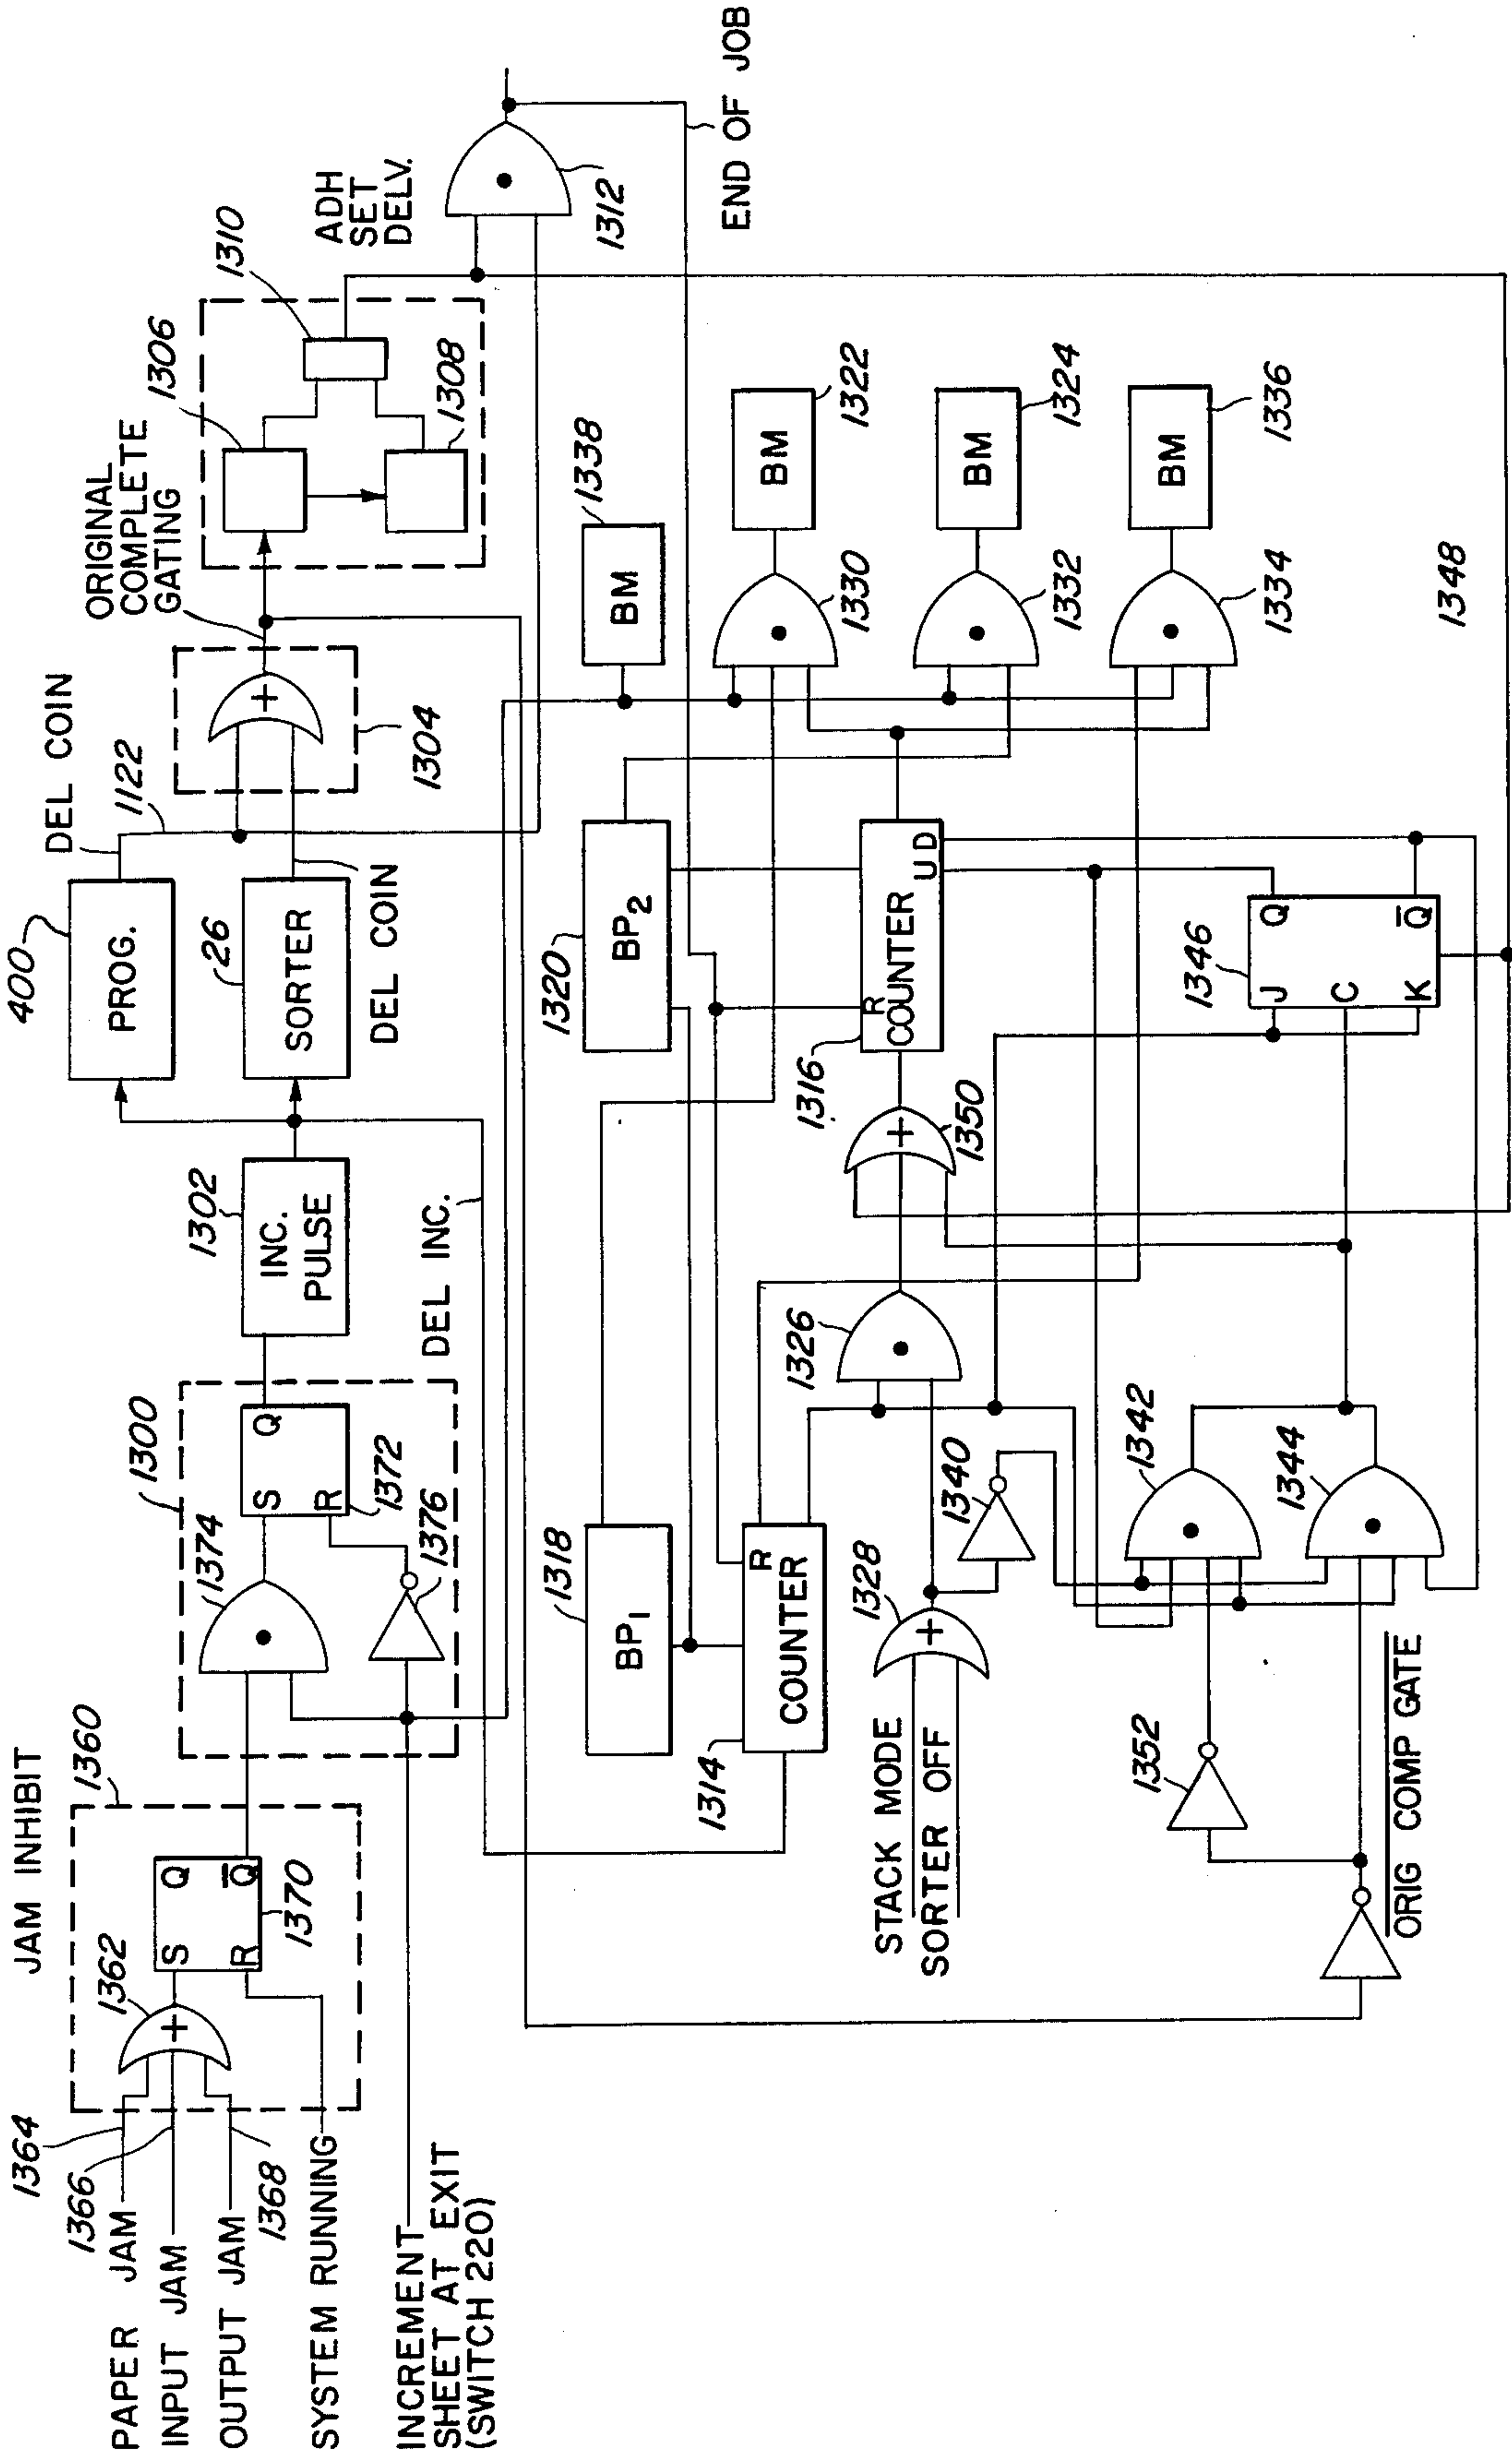 JAM INHIBIT
PAPER JAM
INPUT JAM
OUTPUT JAM
SYSTEM RUNNING
1364
1366
1368
1362
S
Q
R
Q̅
1370
1360
INCREMENT
SHEET AT EXIT
(SWITCH 220)
1300
1374
S
Q
R
1372
1376
1302
INC.
PULSE
DEL INC.
400
PROG.
26
SORTER
DEL COIN
1122
DEL COIN
1304
+
ORIGINAL
COMPLETE
GATING
1306
1308
1310
ADH
SET
DELV.
1312
END OF JOB
1318
BP1
1314
COUNTER
R
1320
BP2
1316
R
COUNTER
U D
1338
BM
1330
BM
1322
1332
BM
1324
1334
BM
1336
STACK MODE
SORTER OFF
1328
+
1340
1326
1350
+
1342
1344
1352
ORIG COMP GATE
1346
J
C
K
Q
Q̅
1348